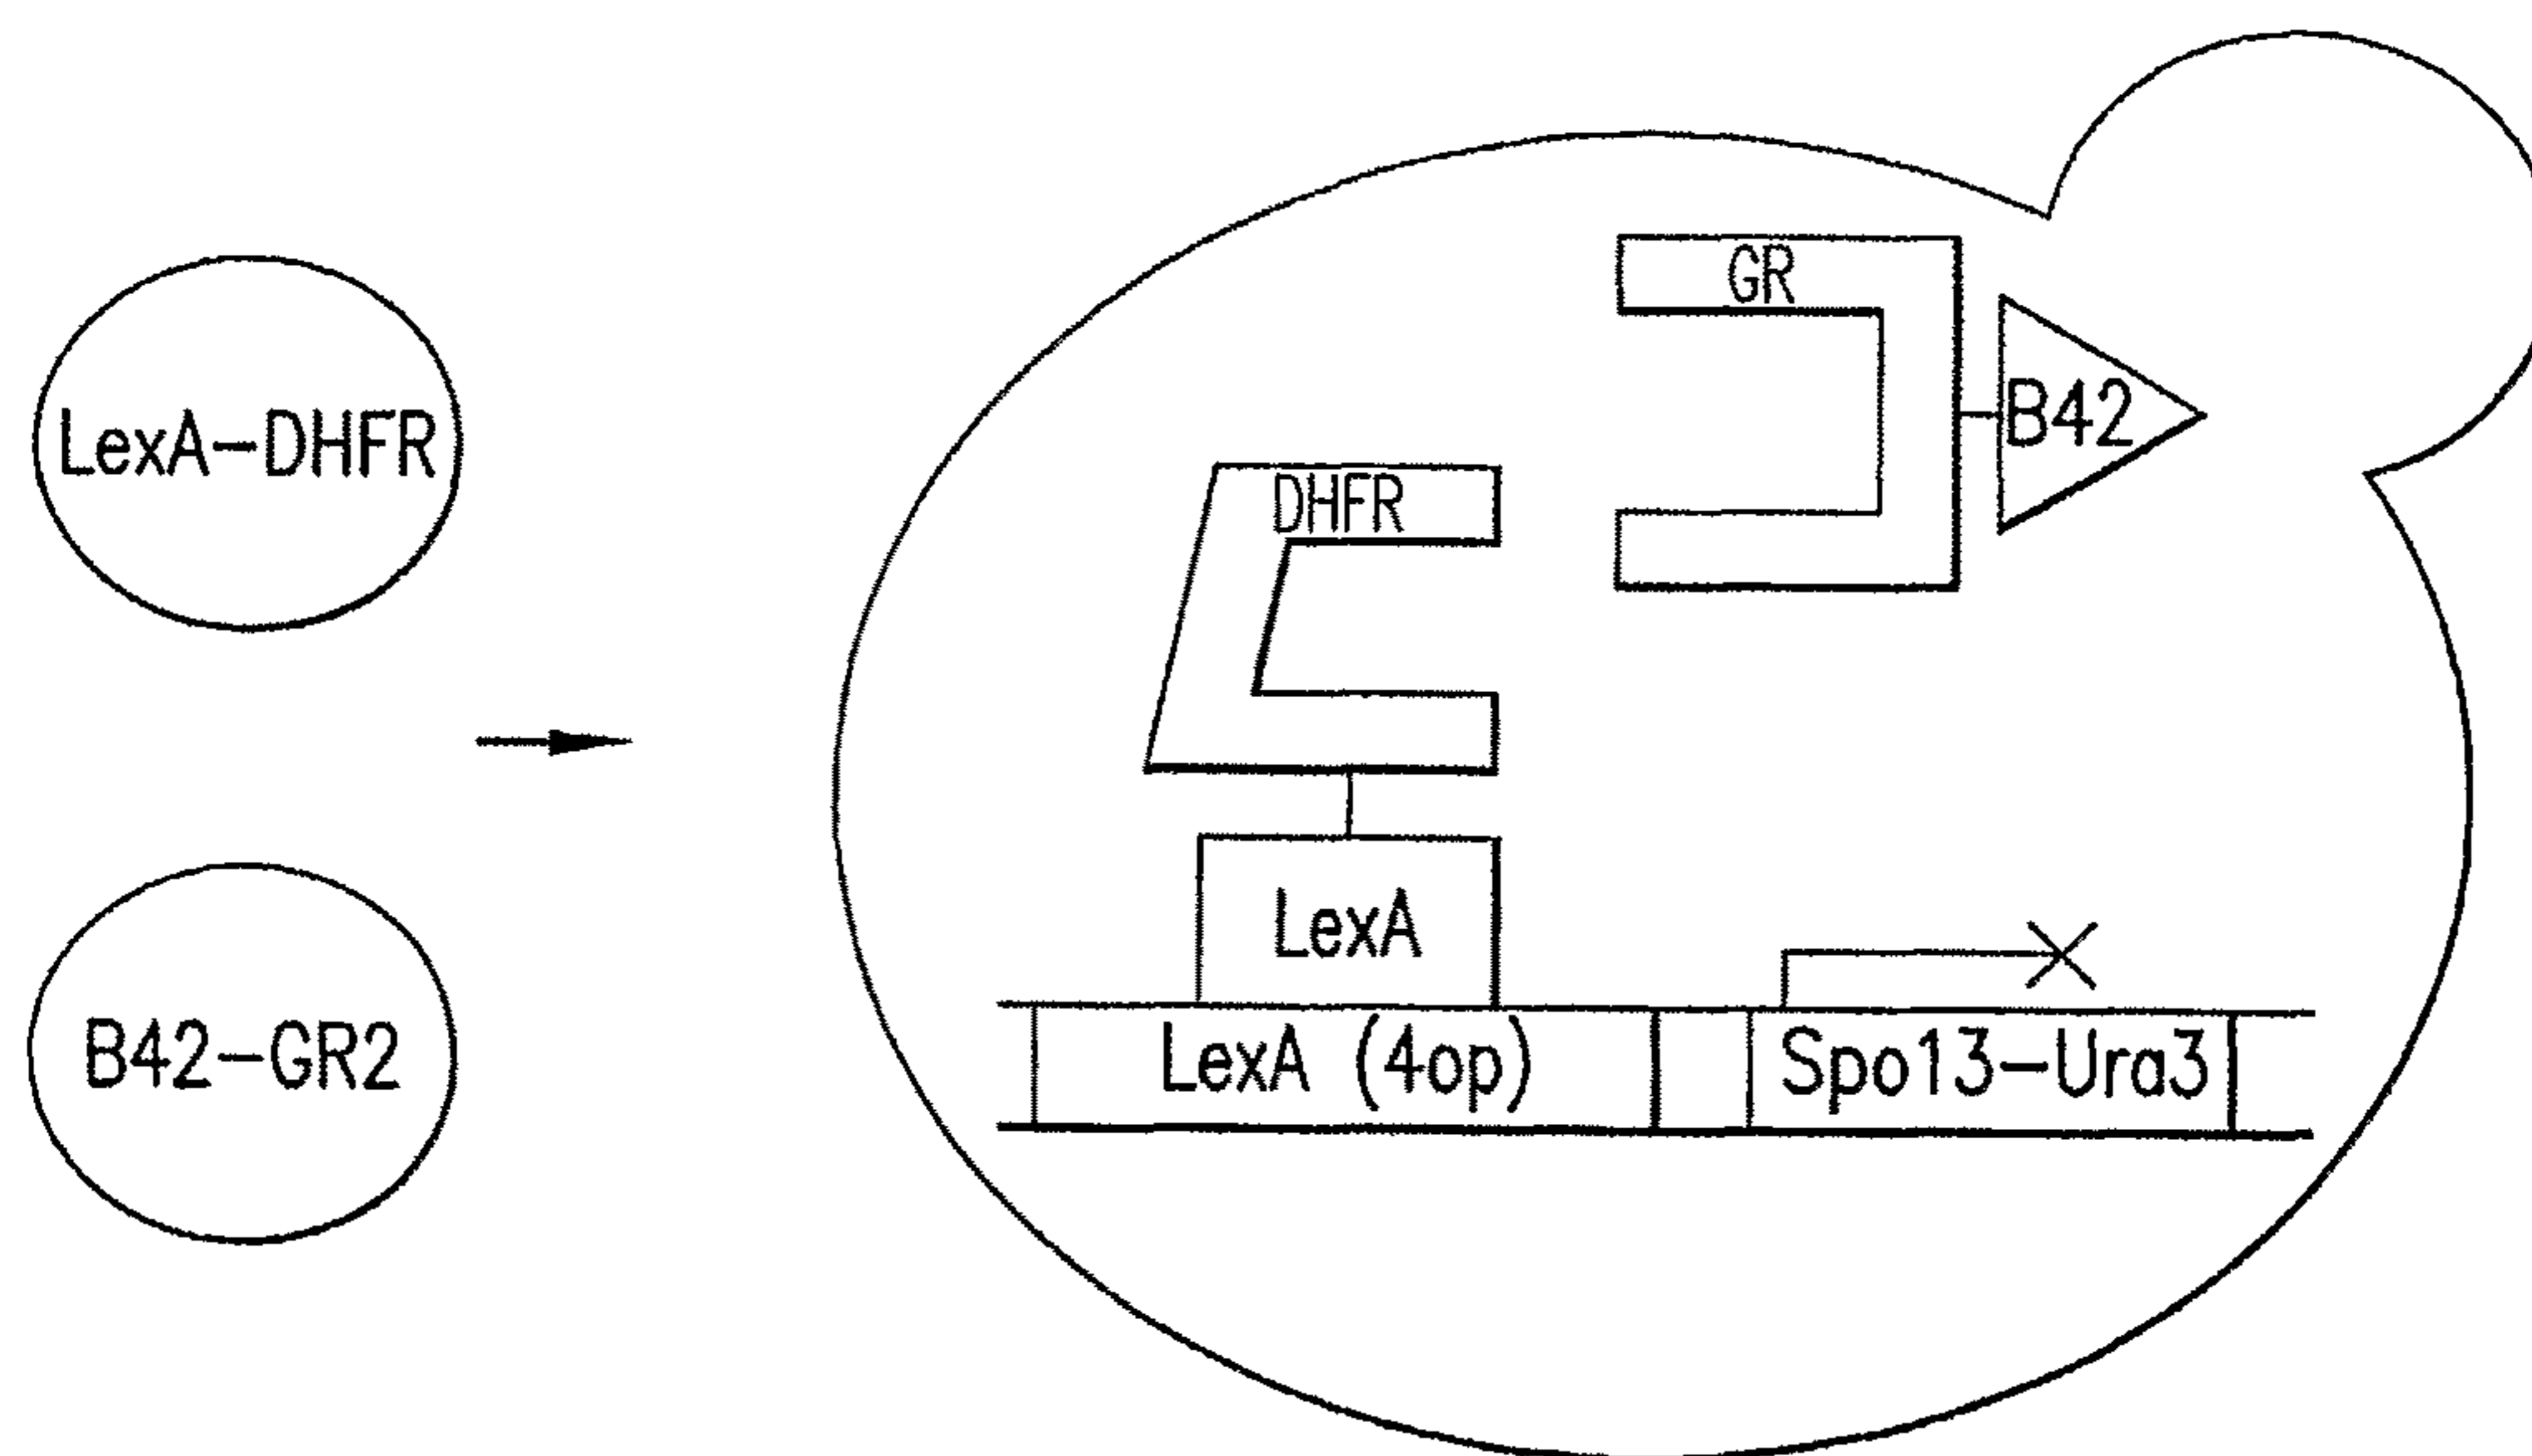 LexA-DHFR
B42-GR2
GR
B42
DHFR
LexA
LexA (4op)
Spo13-Ura3